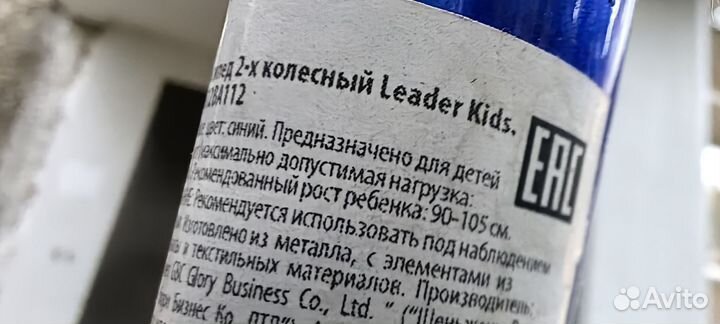 2-х колесный Leader Kids.
цвет: синий. Предназначено для детей
максимально допустимая нагрузка:
рост ребенка: 90-105 см.
Рекомендуется использовать под наблюдением
Изготовлено из металла, с элементами из
и текстильных материалов. Производитель:
GBC Glory Business Co., Ltd. "
Бизнес Ко. ЛТД")
EAC
Avito